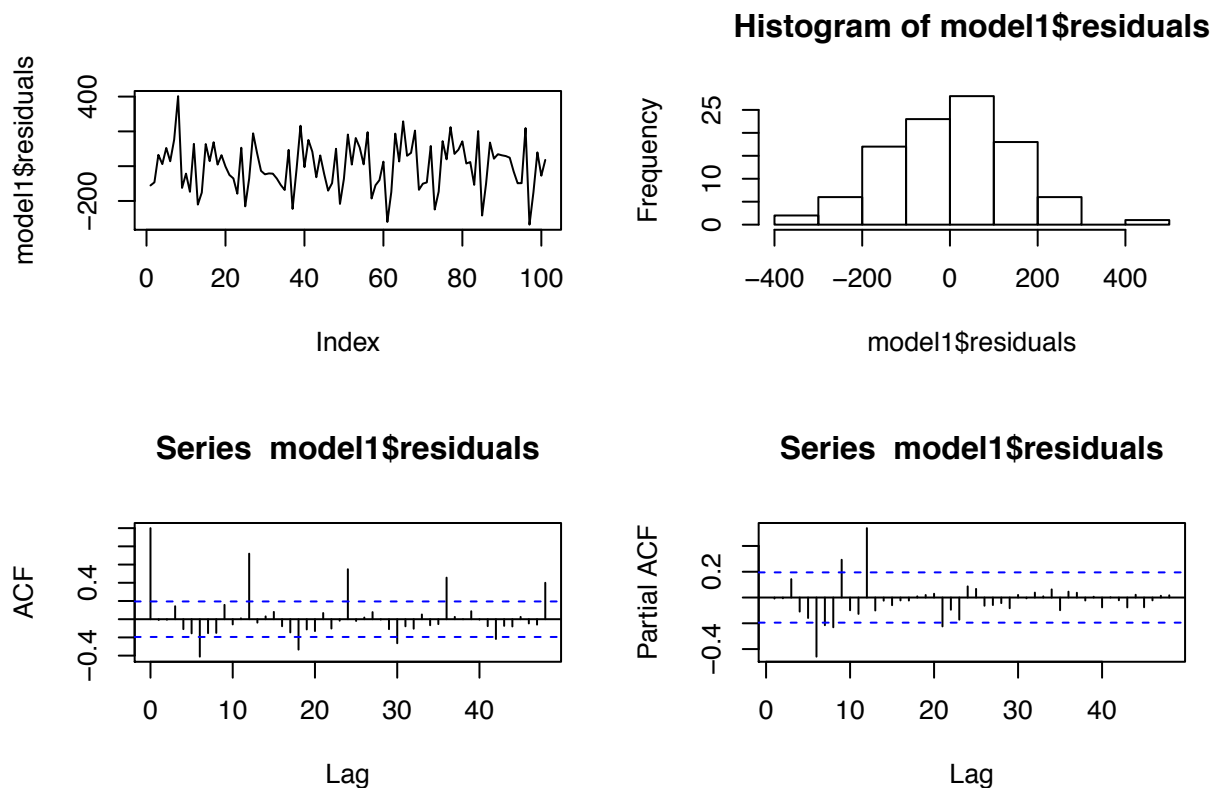 model1$residuals
400
−200
0 20 40 60 80 100
Index
Histogram of model1$residuals
Frequency
25
10
0
−400 −200 0 200 400
model1$residuals
Series model1$residuals
ACF
0.4
−0.4
0 10 20 30 40
Lag
Series model1$residuals
Partial ACF
0.2
−0.4
0 10 20 30 40
Lag